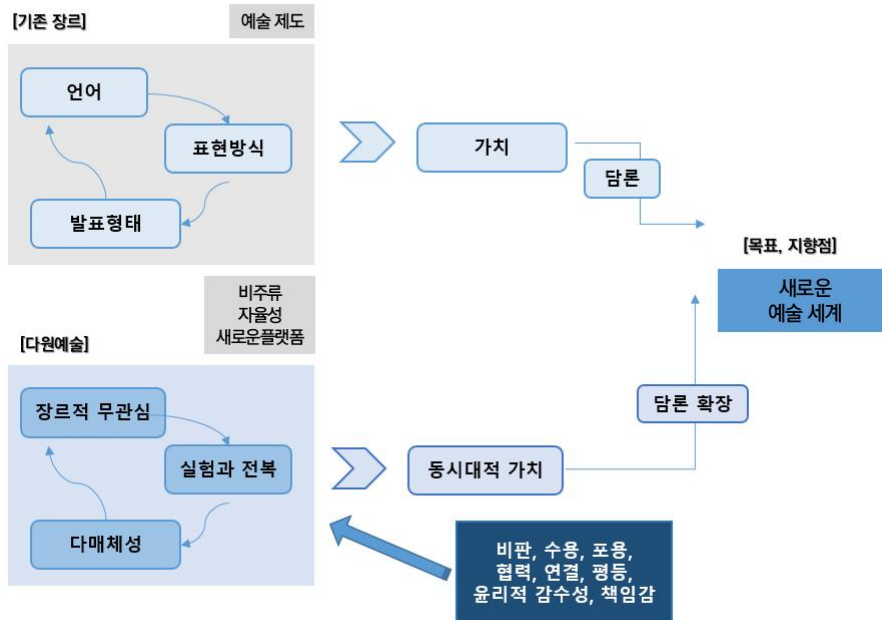 [기존 장르]
예술 제도
언어
표현방식
발표형태
가치
담론
[목표, 지향점]
새로운
예술 세계
비주류
자율성
새로운플랫폼
[다원예술]
장르적 무관심
실험과 전복
다매체성
동시대적 가치
담론 확장
비판, 수용, 포용,
협력, 연결, 평등,
윤리적 감수성, 책임감